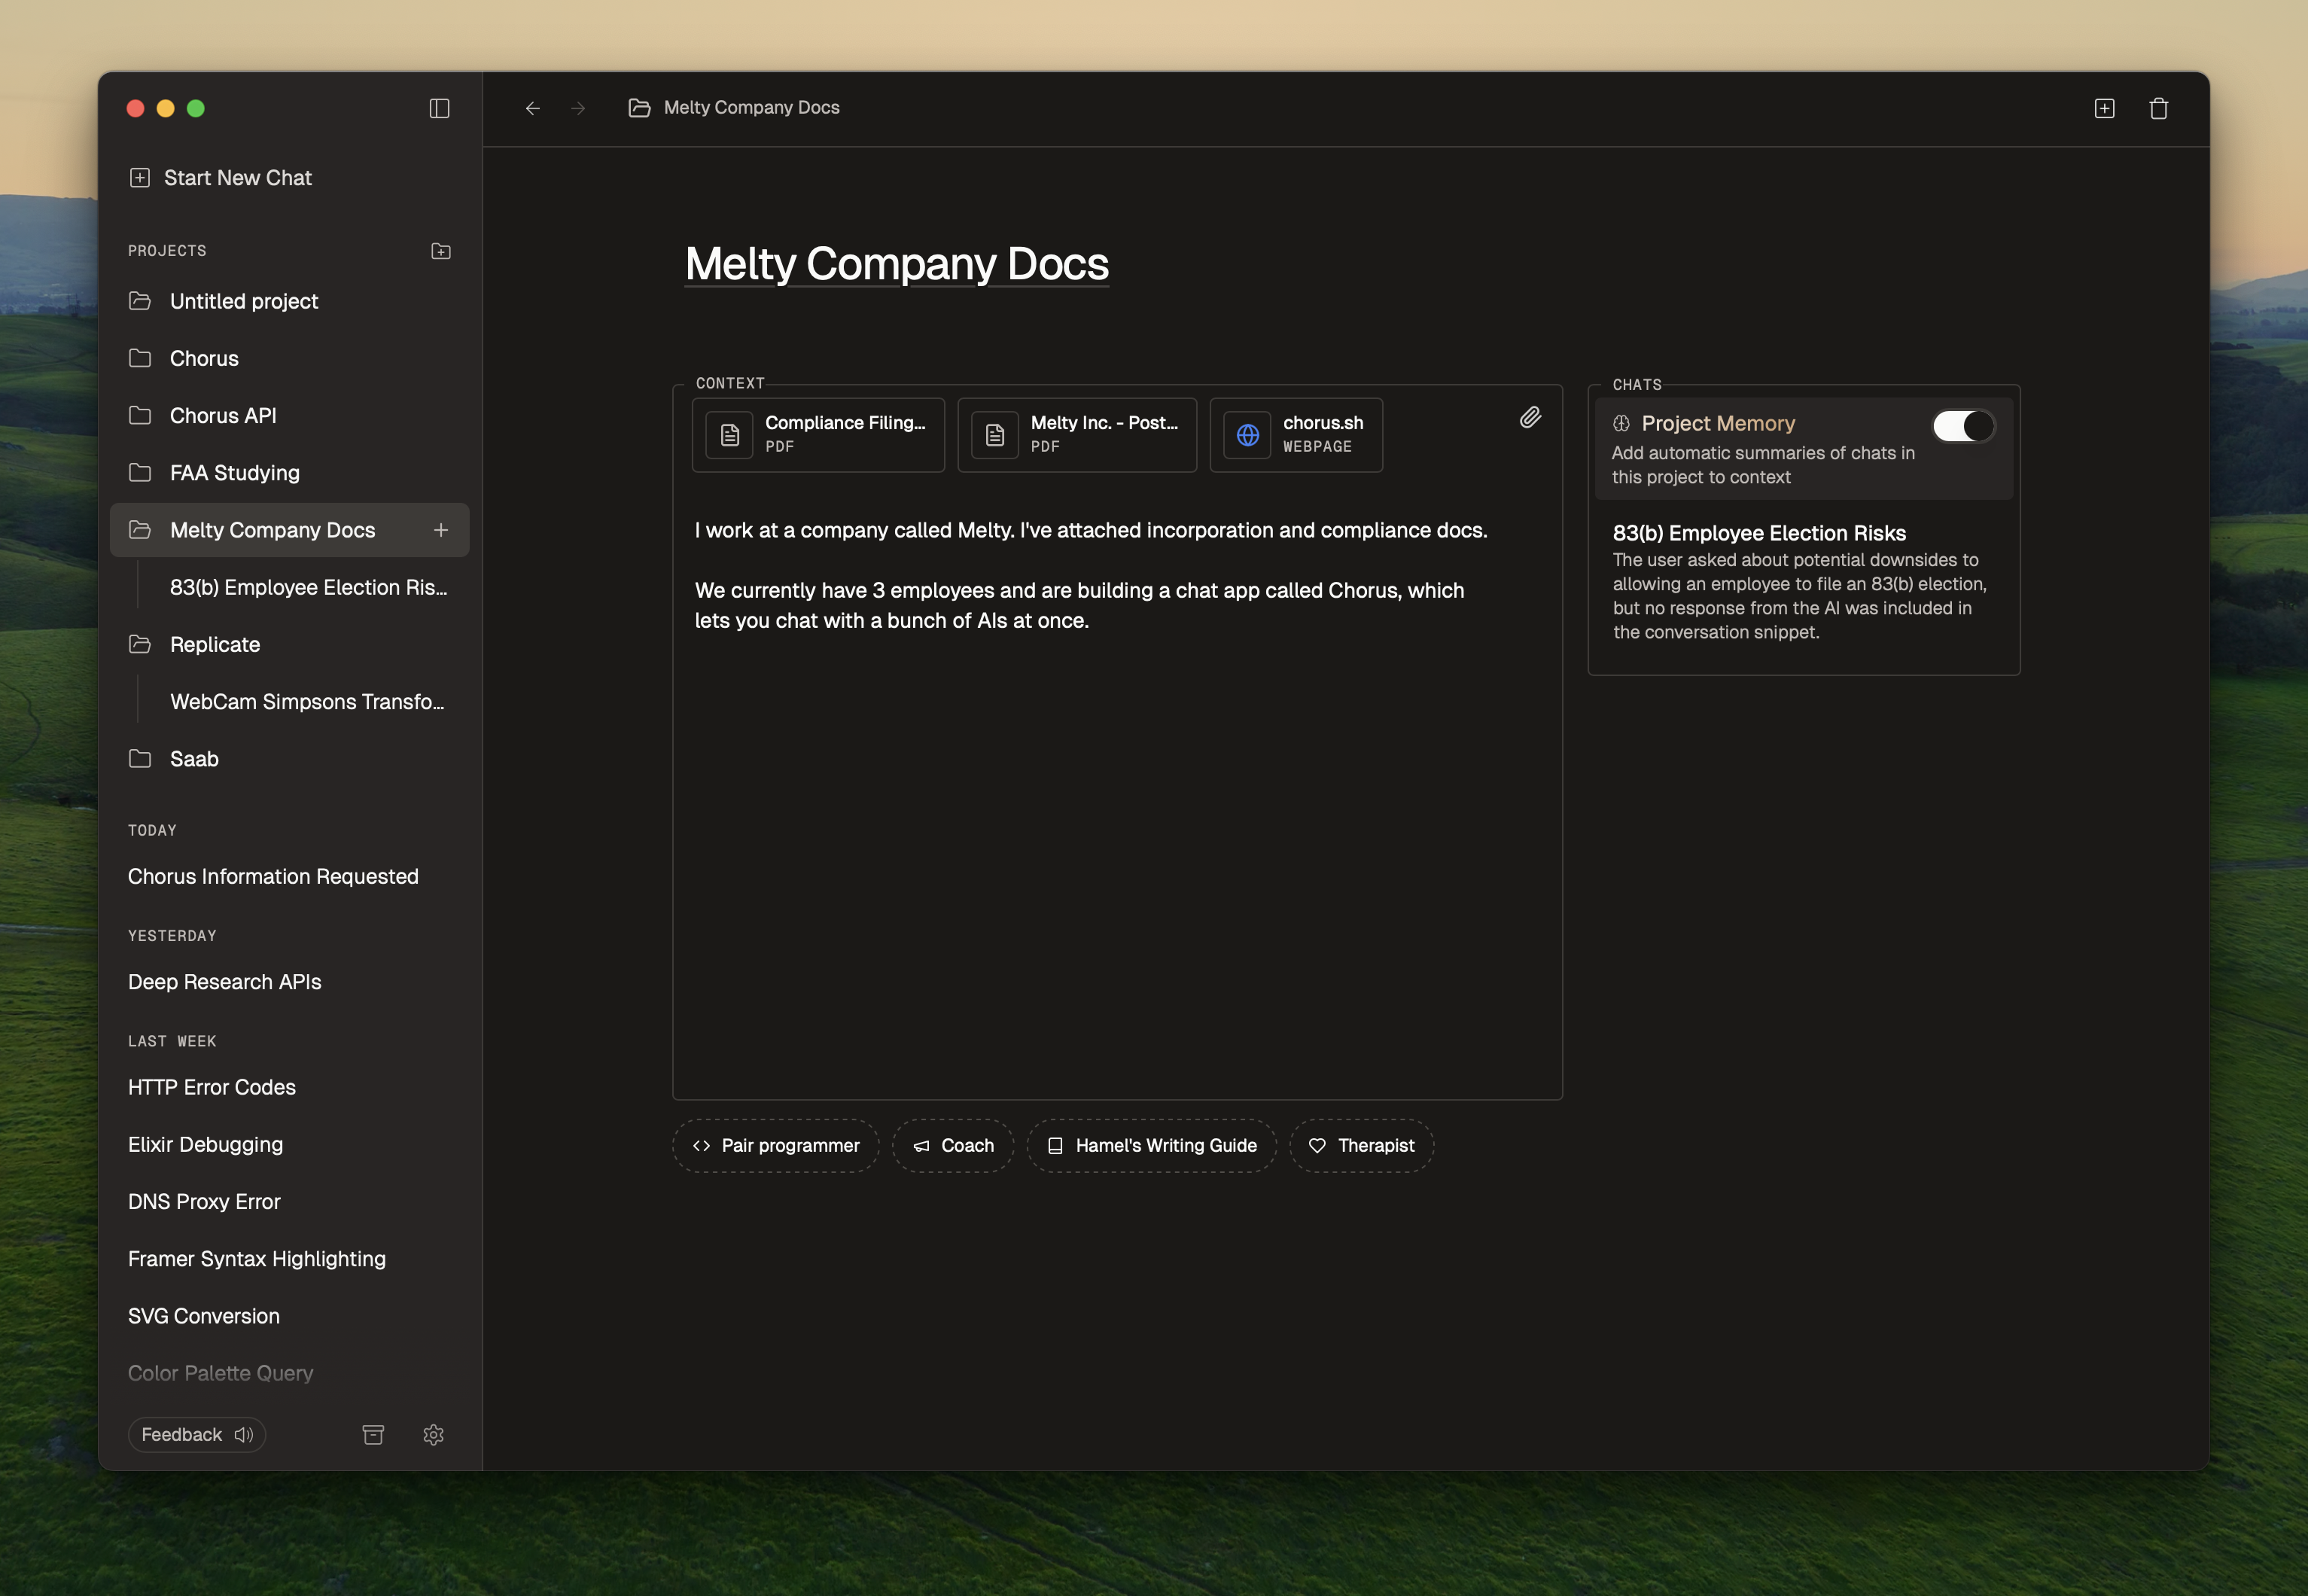 Start New Chat
PROJECTS
Untitled project
Chorus
Chorus API
FAA Studying
Melty Company Docs
83(b) Employee Election Ris...
Replicate
WebCam Simpsons Transfo...
Saab
TODAY
Chorus Information Requested
YESTERDAY
Deep Research APIs
LAST WEEK
HTTP Error Codes
Elixir Debugging
DNS Proxy Error
Framer Syntax Highlighting
SVG Conversion
Color Palette Query
Feedback
Melty Company Docs
Melty Company Docs
CONTEXT
Compliance Filing...
PDF
Melty Inc. - Post...
PDF
chorus.sh
WEBPAGE
I work at a company called Melty. I've attached incorporation and compliance docs.
We currently have 3 employees and are building a chat app called Chorus, which
lets you chat with a bunch of AIs at once.
Pair programmer
Coach
Hamel's Writing Guide
Therapist
CHATS
Project Memory
Add automatic summaries of chats in
this project to context
83(b) Employee Election Risks
The user asked about potential downsides to
allowing an employee to file an 83(b) election,
but no response from the AI was included in
the conversation snippet.